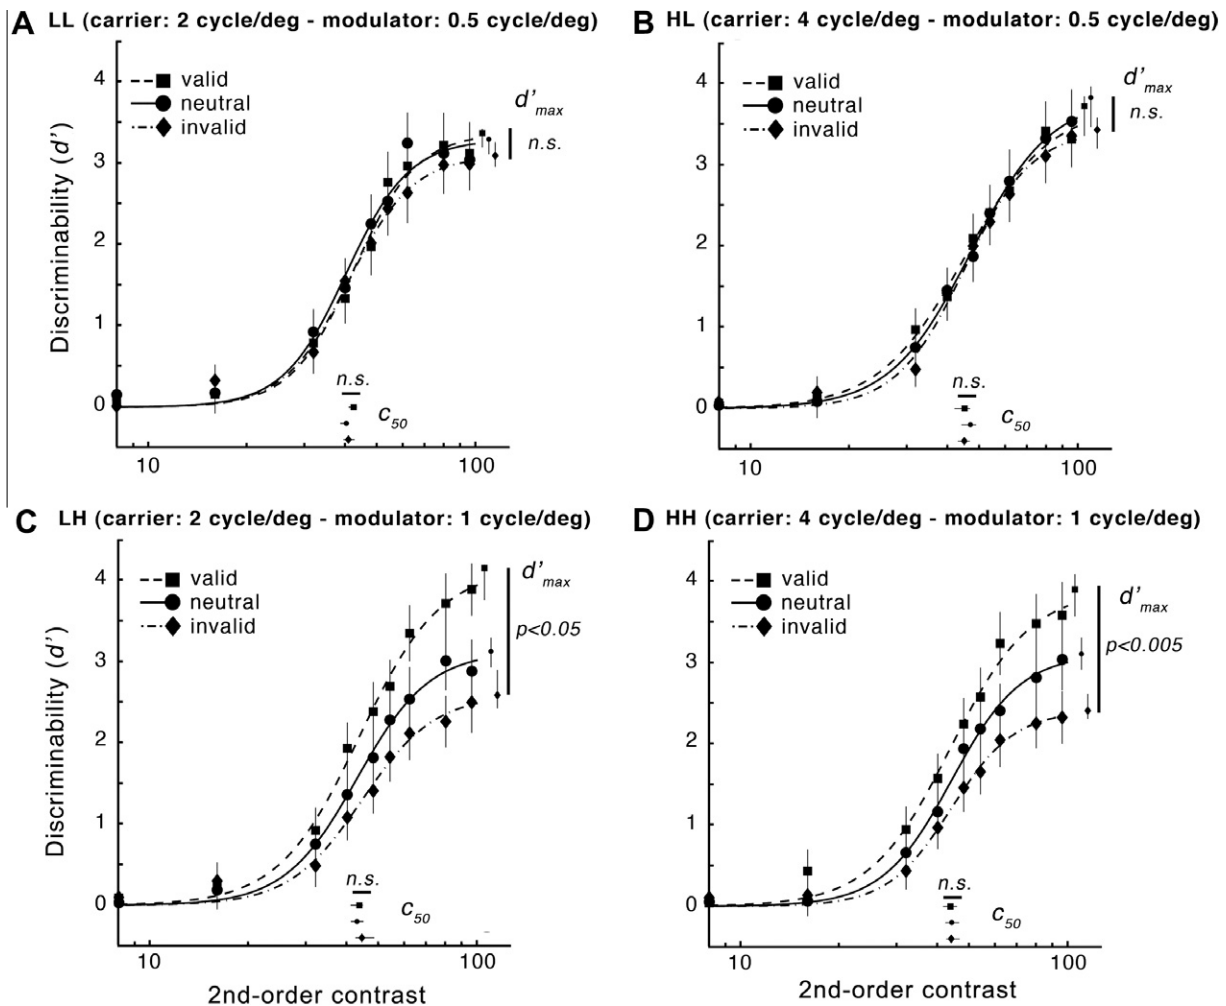 A LL (carrier: 2 cycle/deg - modulator: 0.5 cycle/deg)
4
3
2
1
0
Discriminability (d')
valid
neutral
invalid
d'max
n.s.
n.s.
c50
10
100
B HL (carrier: 4 cycle/deg - modulator: 0.5 cycle/deg)
4
3
2
1
0
valid
neutral
invalid
d'max
n.s.
n.s.
c50
10
100
C LH (carrier: 2 cycle/deg - modulator: 1 cycle/deg)
4
3
2
1
0
Discriminability (d')
valid
neutral
invalid
d'max
p<0.05
n.s.
c50
10
100
2nd-order contrast
D HH (carrier: 4 cycle/deg - modulator: 1 cycle/deg)
4
3
2
1
0
valid
neutral
invalid
d'max
p<0.005
n.s.
c50
10
100
2nd-order contrast